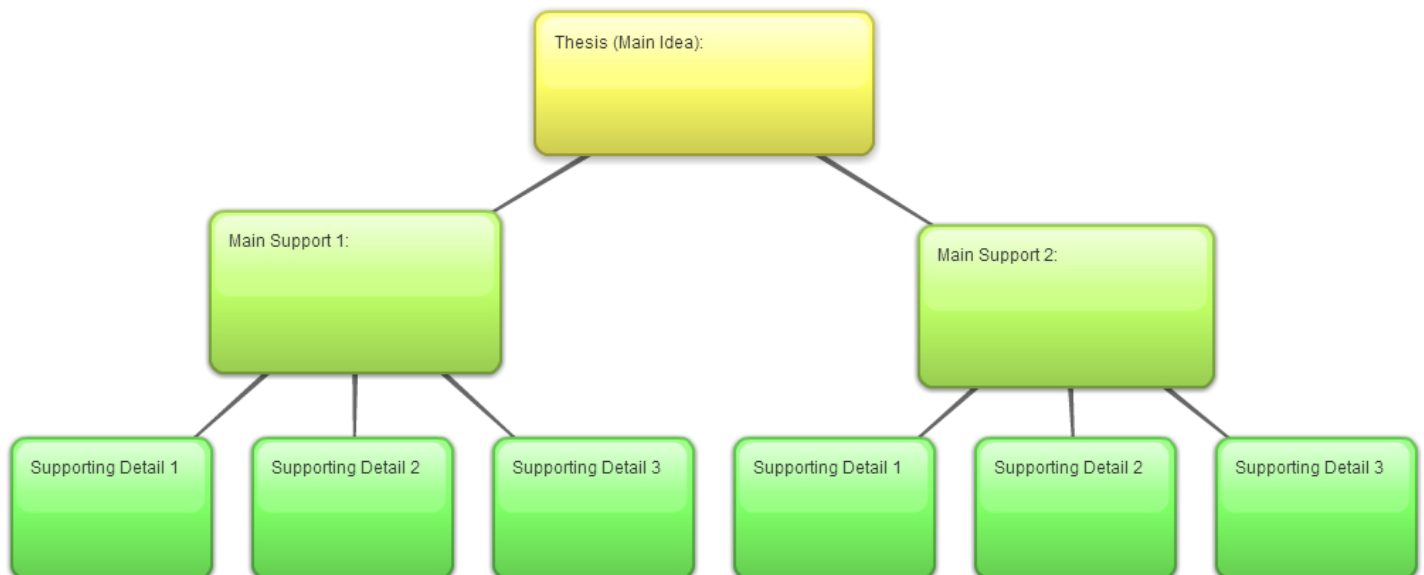 Thesis (Main Idea):
Main Support 1:
Main Support 2:
Supporting Detail 1
Supporting Detail 2
Supporting Detail 3
Supporting Detail 1
Supporting Detail 2
Supporting Detail 3